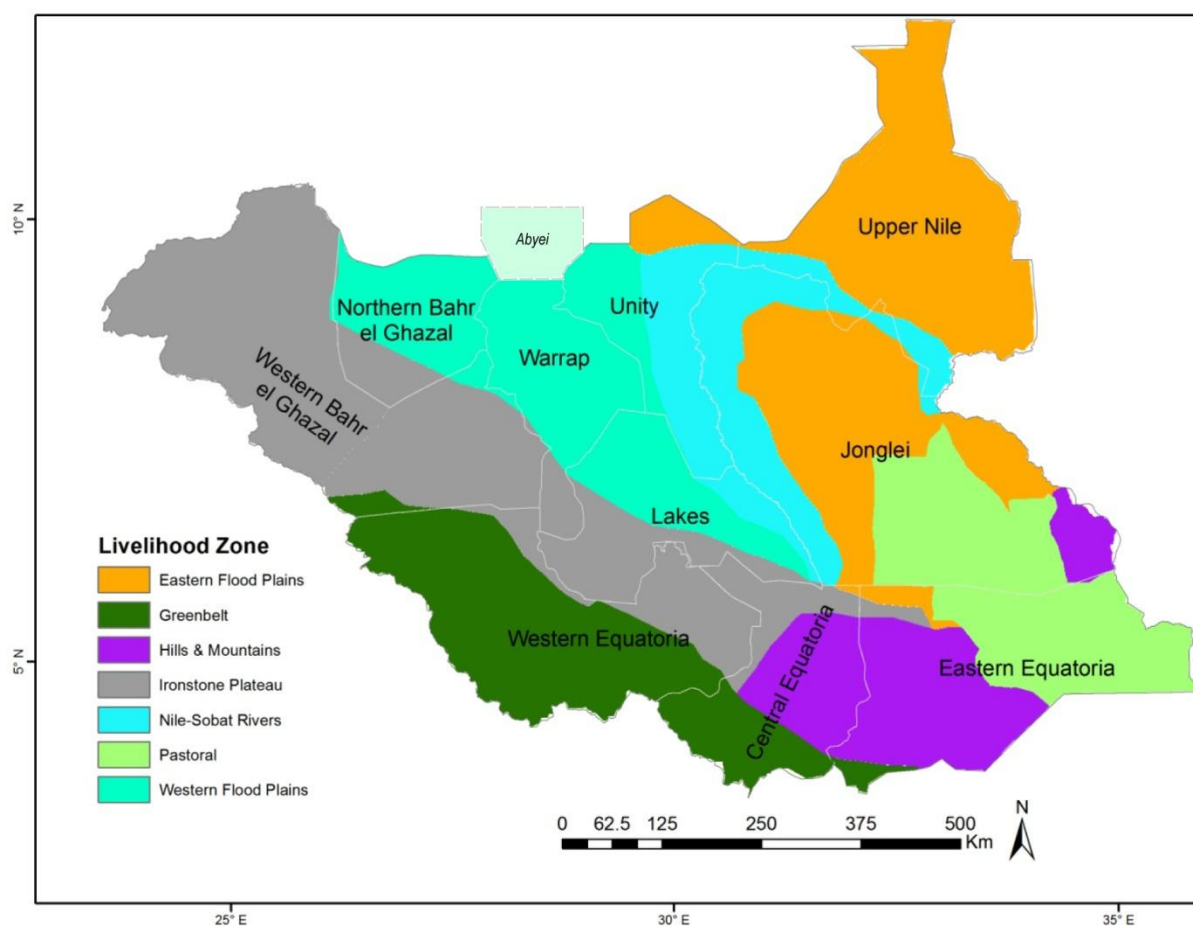 10° N
5° N
25° E
30° E
35° E
Upper Nile
Abyei
Northern Bahr
el Ghazal
Unity
Warrap
Western Bahr
el Ghazal
Jonglei
Lakes
Western Equatoria
Central Equatoria
Eastern Equatoria
Livelihood Zone
Eastern Flood Plains
Greenbelt
Hills & Mountains
Ironstone Plateau
Nile-Sobat Rivers
Pastoral
Western Flood Plains
0 62.5 125 250 375 500
Km
N